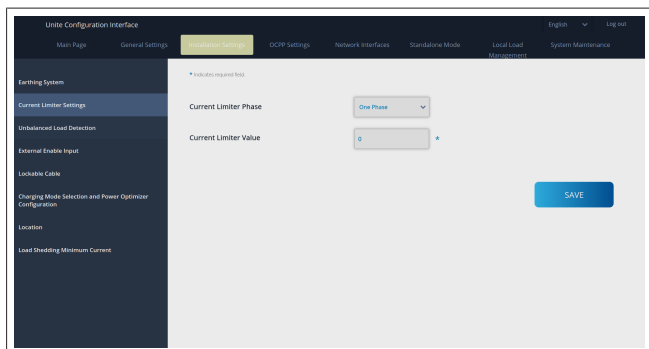 Unite Configuration Interface
English
Log out
Main Page
General Settings
Installation Settings
OCPP Settings
Network Interfaces
Standalone Mode
Local Load
Management
System Maintenance
* Indicates required field.
Earthing System
Current Limiter Settings
Unbalanced Load Detection
External Enable Input
Lockable Cable
Charging Mode Selection and Power Optimizer
Configuration
Location
Load Shedding Minimum Current
Current Limiter Phase
One Phase
Current Limiter Value
0
*
SAVE